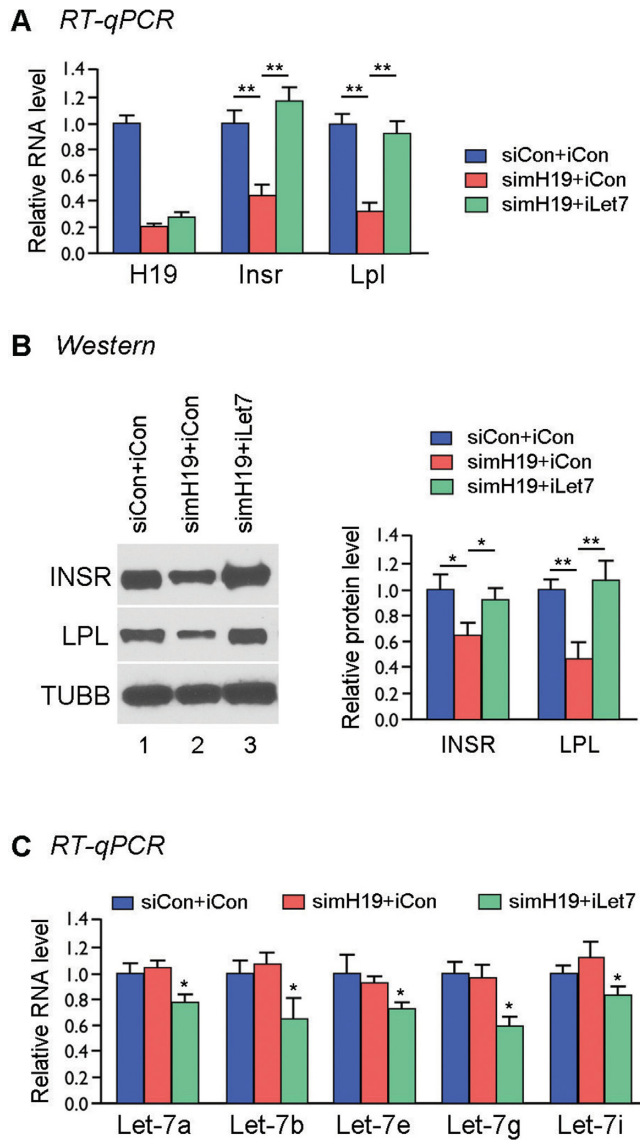 A RT-qPCR
Relative RNA level
1.4
1.2
1.0
0.8
0.6
0.4
0.2
0.0
** **
** **
H19 Insr Lpl
siCon+iCon
simH19+iCon
simH19+iLet7
B Western
siCon+iCon
simH19+iCon
simH19+iLet7
INSR
LPL
TUBB
1 2 3
siCon+iCon
simH19+iCon
simH19+iLet7
Relative protein level
1.4
1.2
1.0
0.8
0.6
0.4
0.2
0.0
* *
** **
INSR LPL
C RT-qPCR
siCon+iCon simH19+iCon simH19+iLet7
Relative RNA level
1.4
1.2
1.0
0.8
0.6
0.4
0.2
0.0
* * * * *
Let-7a Let-7b Let-7e Let-7g Let-7i